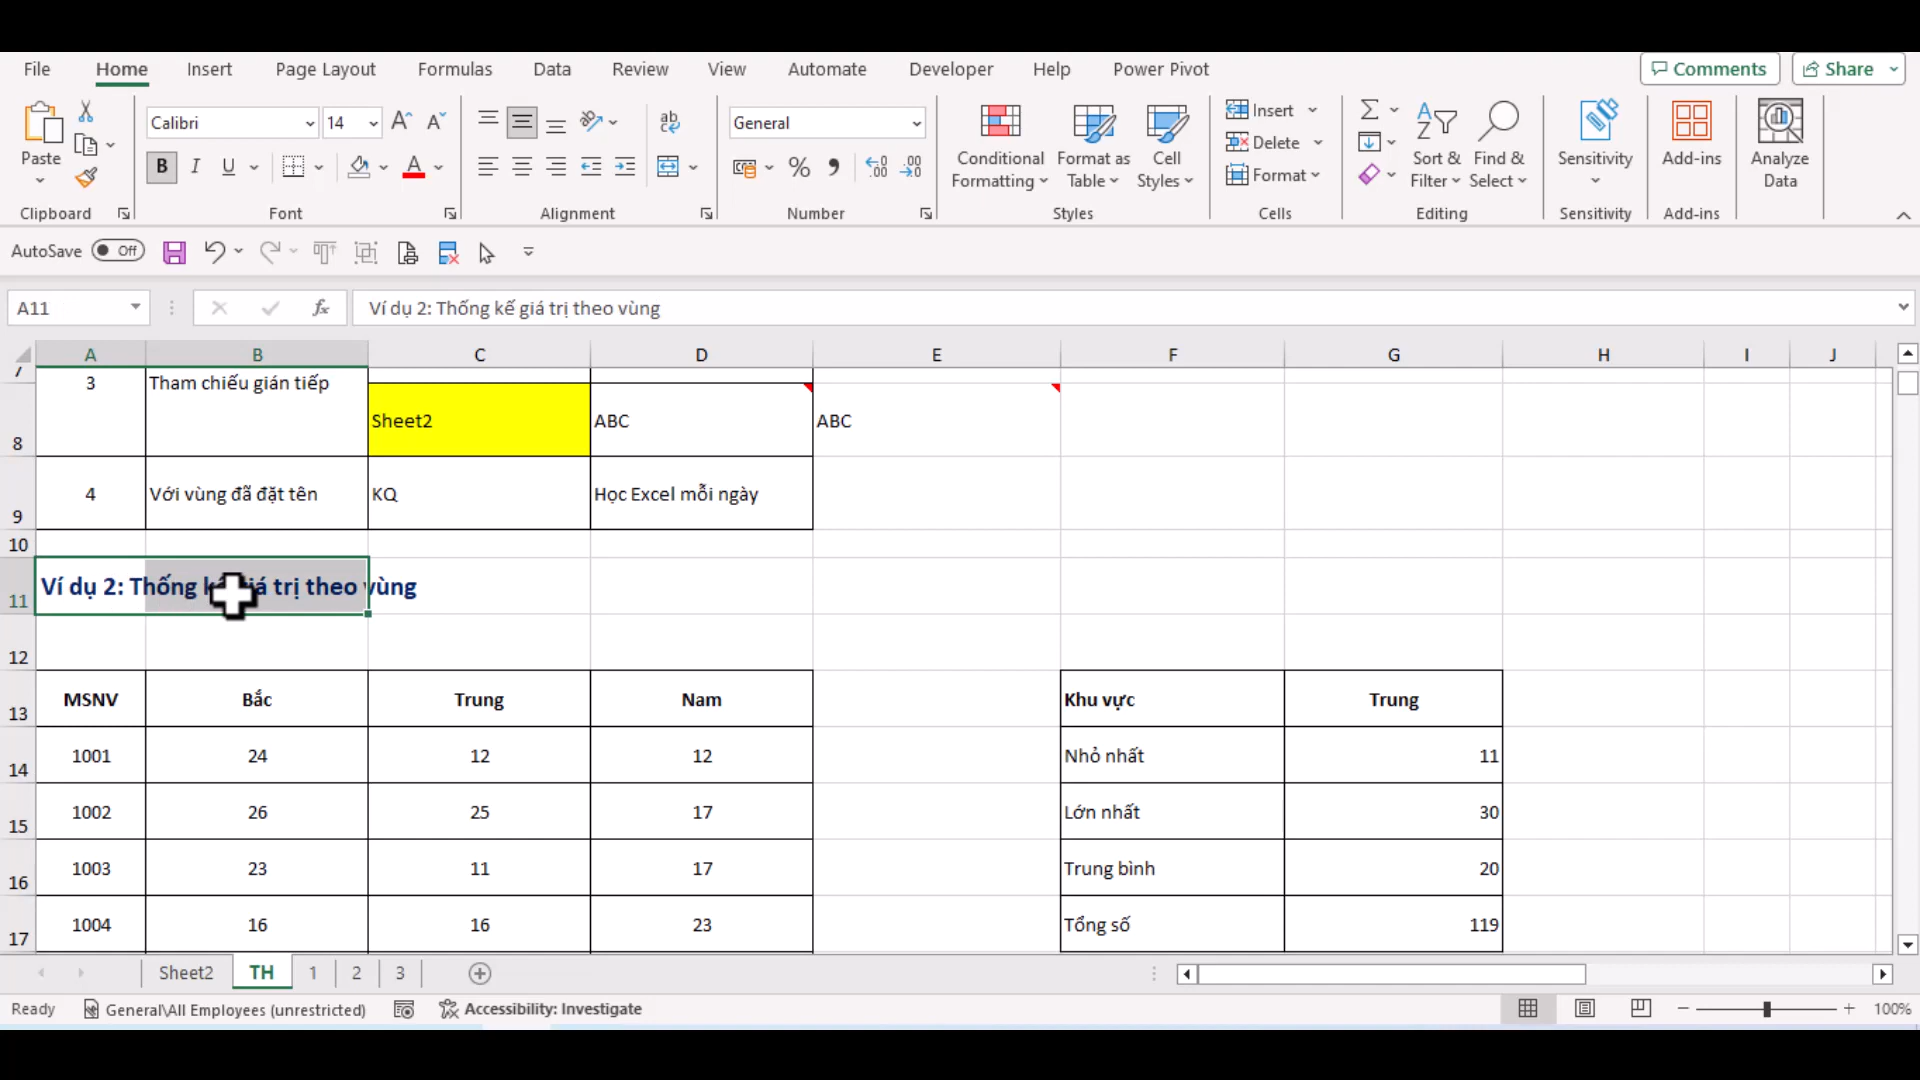 File Home Insert Page Layout Formulas Data Review View Automate Developer Help Power Pivot Comments Share
Paste
Clipboard
Calibri 14
B I U
Font
Alignment
General
Number
Conditional Formatting
Format as Table
Cell Styles
Styles
Insert
Delete
Format
Cells
Sort & Filter
Find & Select
Editing
Sensitivity
Sensitivity
Add-ins
Add-ins
Analyze Data
AutoSave Off
A11 fx Ví dụ 2: Thống kế giá trị theo vùng
A B C D E F G H I J
7 3 Tham chiếu gián tiếp
8 Sheet2 ABC ABC
9 4 Với vùng đã đặt tên KQ Học Excel mỗi ngày
10
11 Ví dụ 2: Thống kế giá trị theo vùng
12
13 MSNV Bắc Trung Nam Khu vực Trung
14 1001 24 12 12 Nhỏ nhất 11
15 1002 26 25 17 Lớn nhất 30
16 1003 23 11 17 Trung bình 20
17 1004 16 16 23 Tổng số 119
Sheet2 TH 1 2 3
Ready General\All Employees (unrestricted) Accessibility: Investigate 100%